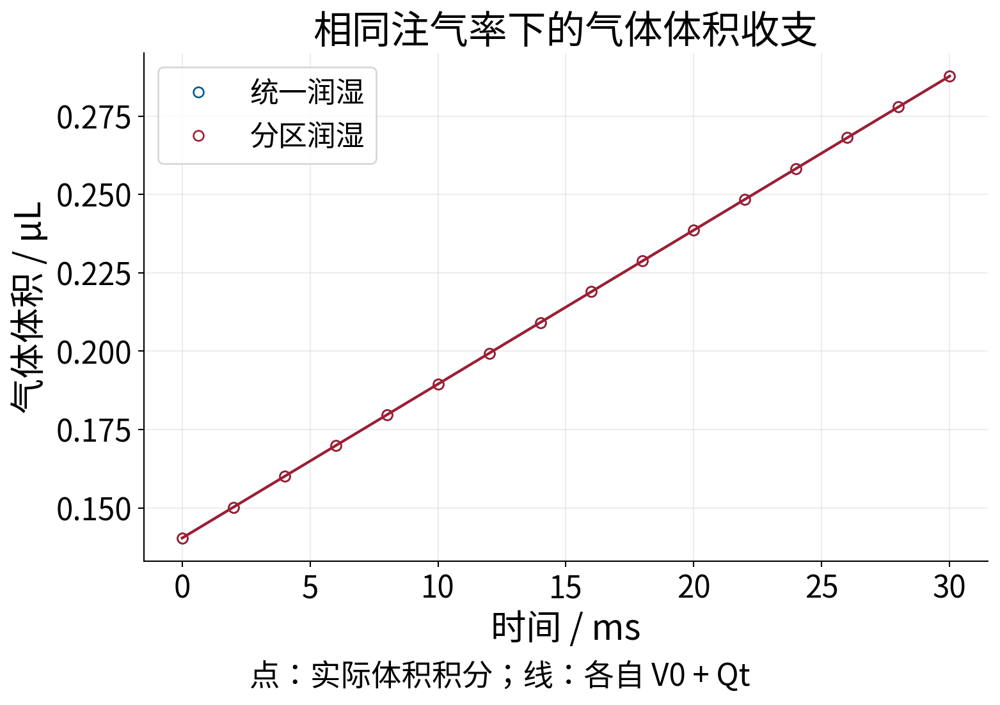 相同注气率下的气体体积收支
统一润湿
分区润湿
气体体积 / μL
0.275
0.250
0.225
0.200
0.175
0.150
0 5 10 15 20 25 30
时间 / ms
点：实际体积积分；线：各自 V0 + Qt